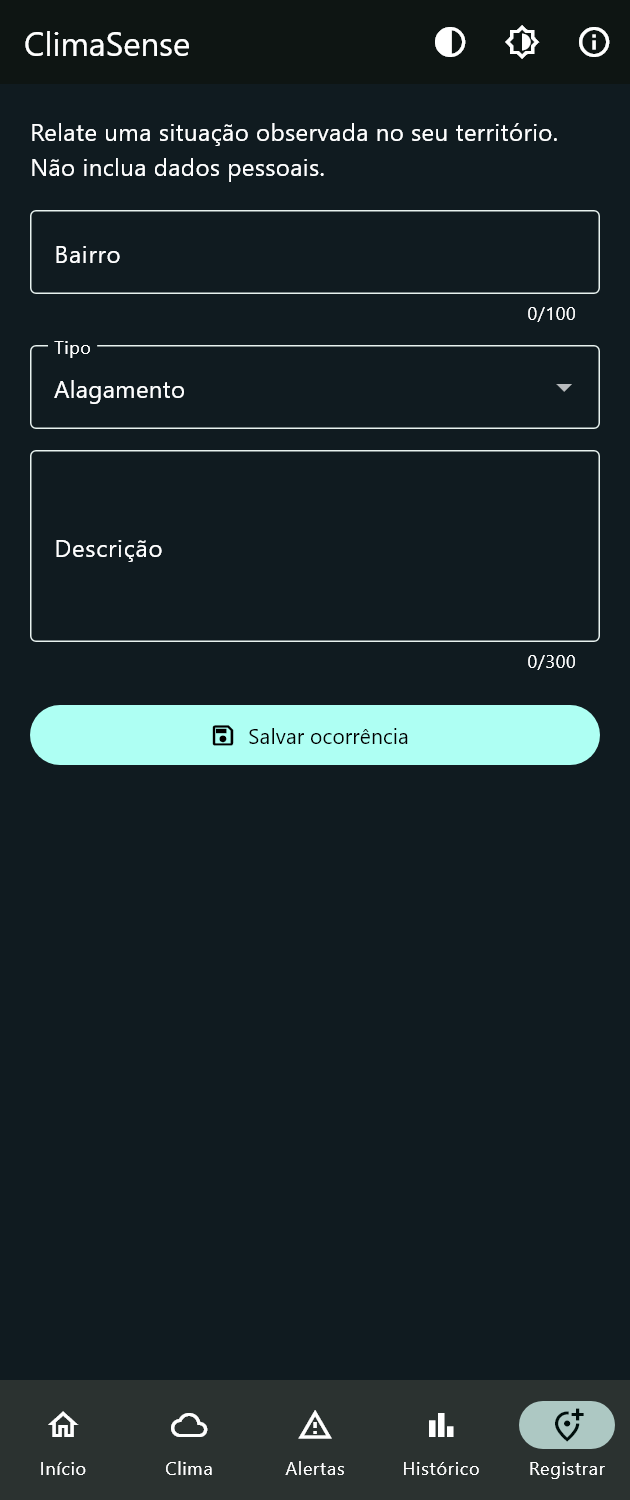 ClimaSense
Relate uma situação observada no seu território.
Não inclua dados pessoais.
Bairro
0/100
Tipo
Alagamento
Descrição
0/300
Salvar ocorrência
Início
Clima
Alertas
Histórico
Registrar